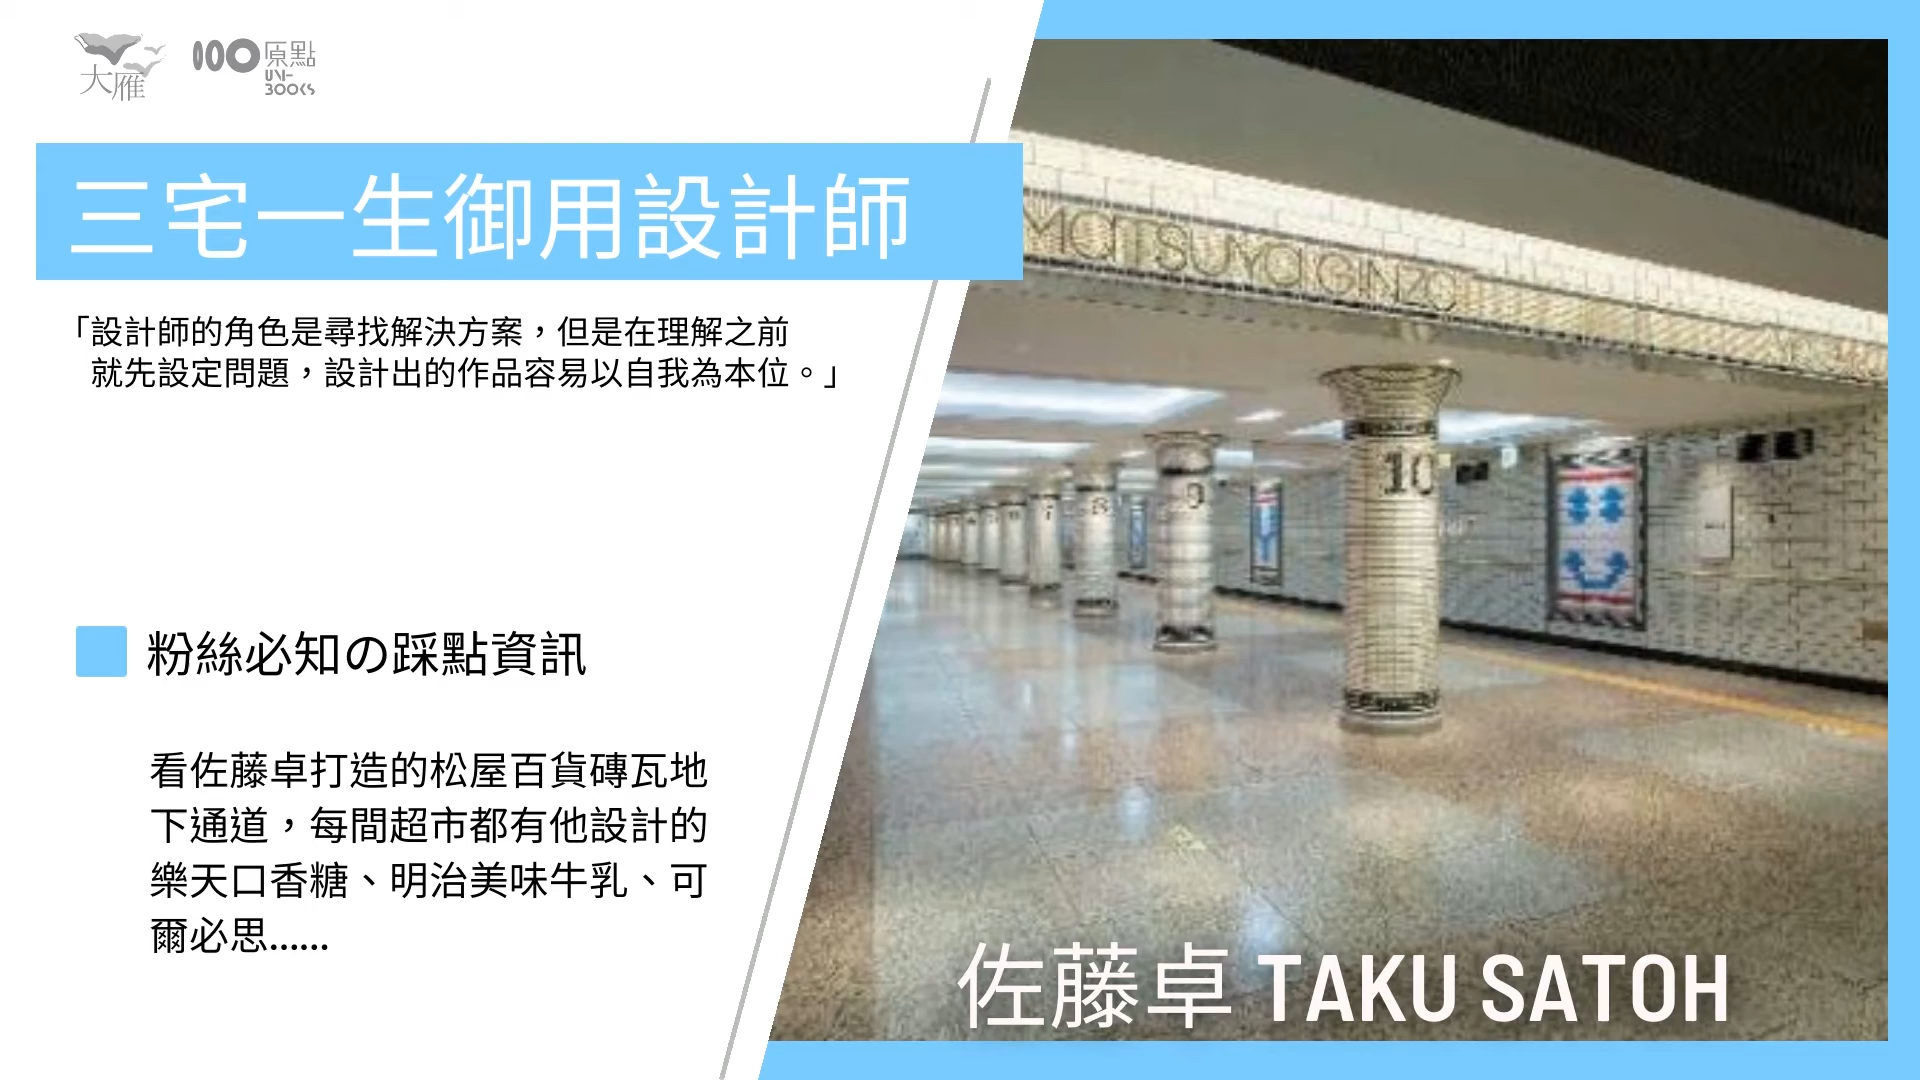 大雁
原點
UNI-
BOOKS
三宅一生御用設計師
「設計師的角色是尋找解決方案，但是在理解之前
就先設定問題，設計出的作品容易以自我為本位。」
MATSUYA GINZA
10
9
8
7
粉絲必知の踩點資訊
看佐藤卓打造的松屋百貨磚瓦地
下通道，每間超市都有他設計的
樂天口香糖、明治美味牛乳、可
爾必思......
佐藤卓 TAKU SATOH